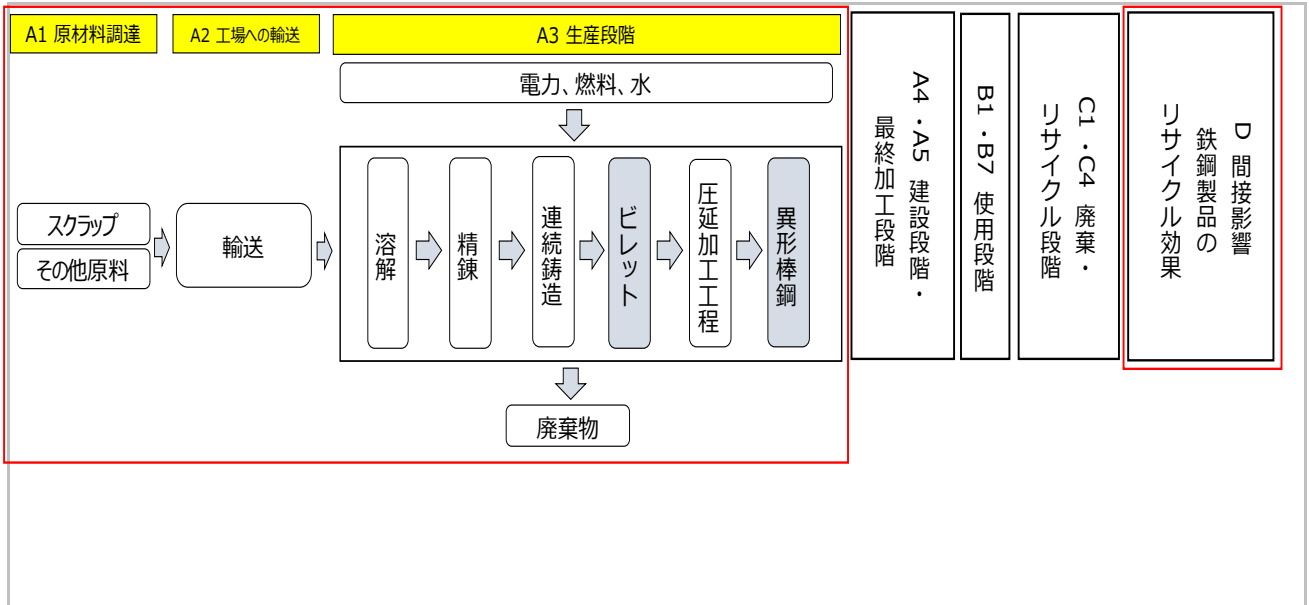 A1 原材料調達
A2 工場への輸送
A3 生産段階
電力、燃料、水
スクラップ
その他原料
輸送
溶解
精錬
連続鋳造
ビレット
圧延加工工程
異形棒鋼
廃棄物
A4・A5 建設段階・
最終加工段階
B1・B7 使用段階
C1・C4 廃棄・
リサイクル段階
D 間接影響
鉄鋼製品の
リサイクル効果